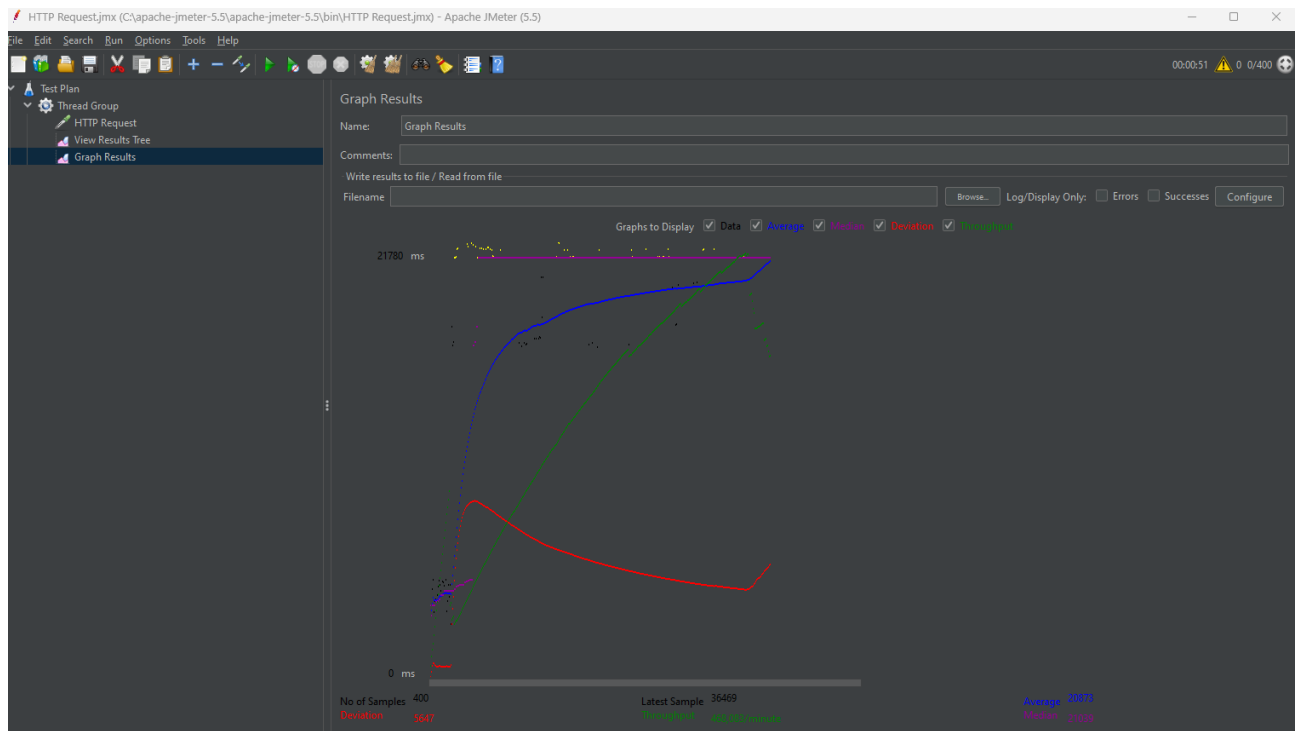 HTTP Request.jmx (C:\apache-jmeter-5.5\apache-jmeter-5.5\bin\HTTP Request.jmx) - Apache JMeter (5.5)
File Edit Search Run Options Tools Help
00:00:51 0 0/400
Test Plan
Thread Group
HTTP Request
View Results Tree
Graph Results
Graph Results
Name: Graph Results
Comments:
Write results to file / Read from file
Filename Browse... Log/Display Only: Errors Successes Configure
Graphs to Display Data Average Median Deviation Throughput
21780 ms
0 ms
No of Samples 400 Latest Sample 36469 Average 20873
Deviation 5647 Throughput Median